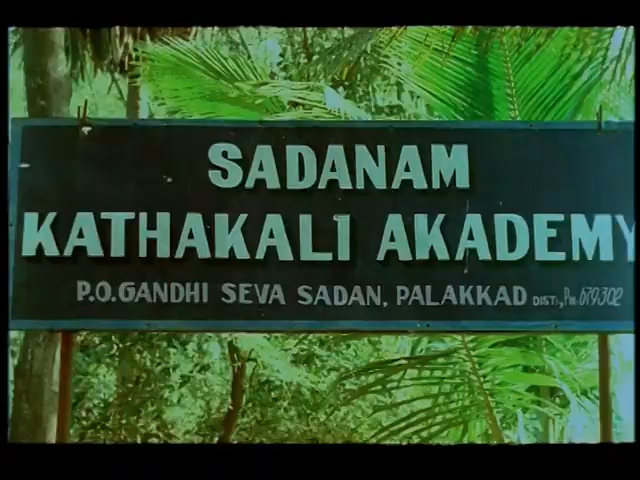 SADANAM
KATHAKALI AKADEMY
P.O.GANDHI SEVA SADAN, PALAKKAD DIST:, Pin-679302